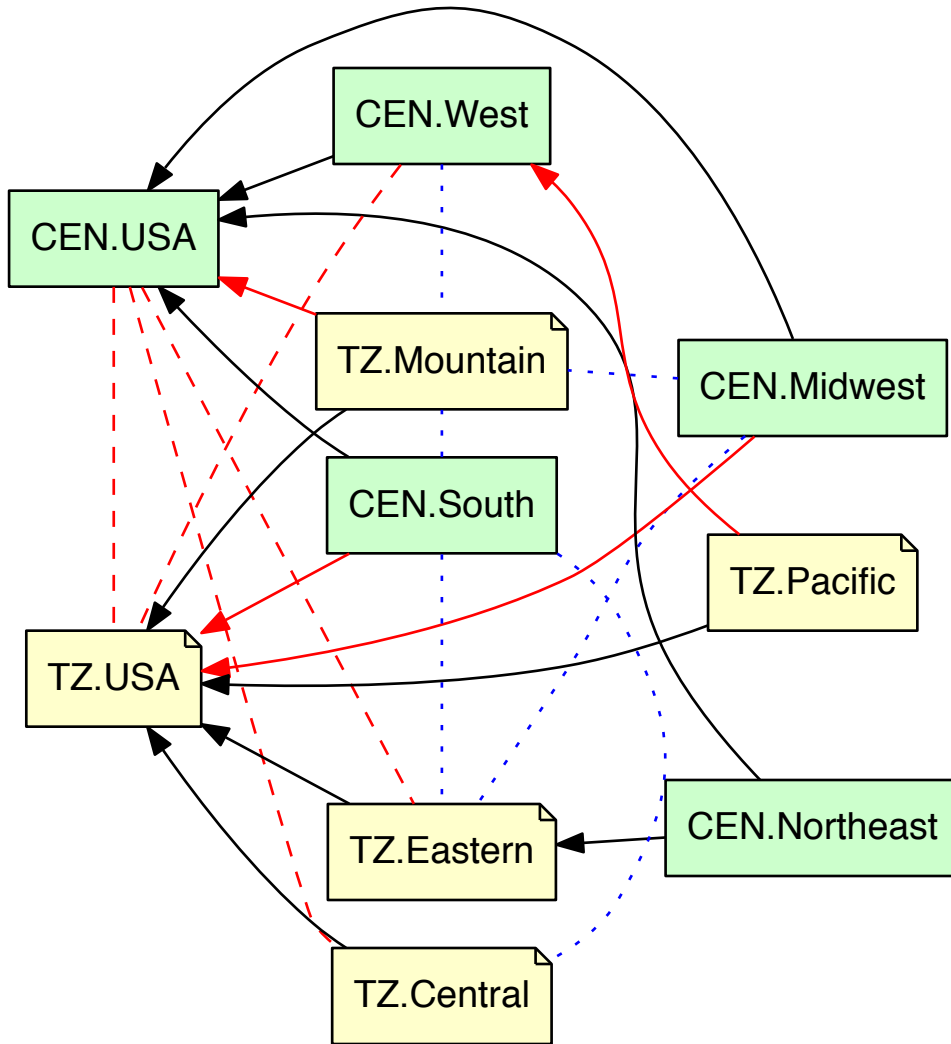 CEN.West
CEN.USA
TZ.Mountain
CEN.Midwest
CEN.South
TZ.Pacific
TZ.USA
TZ.Eastern
CEN.Northeast
TZ.Central